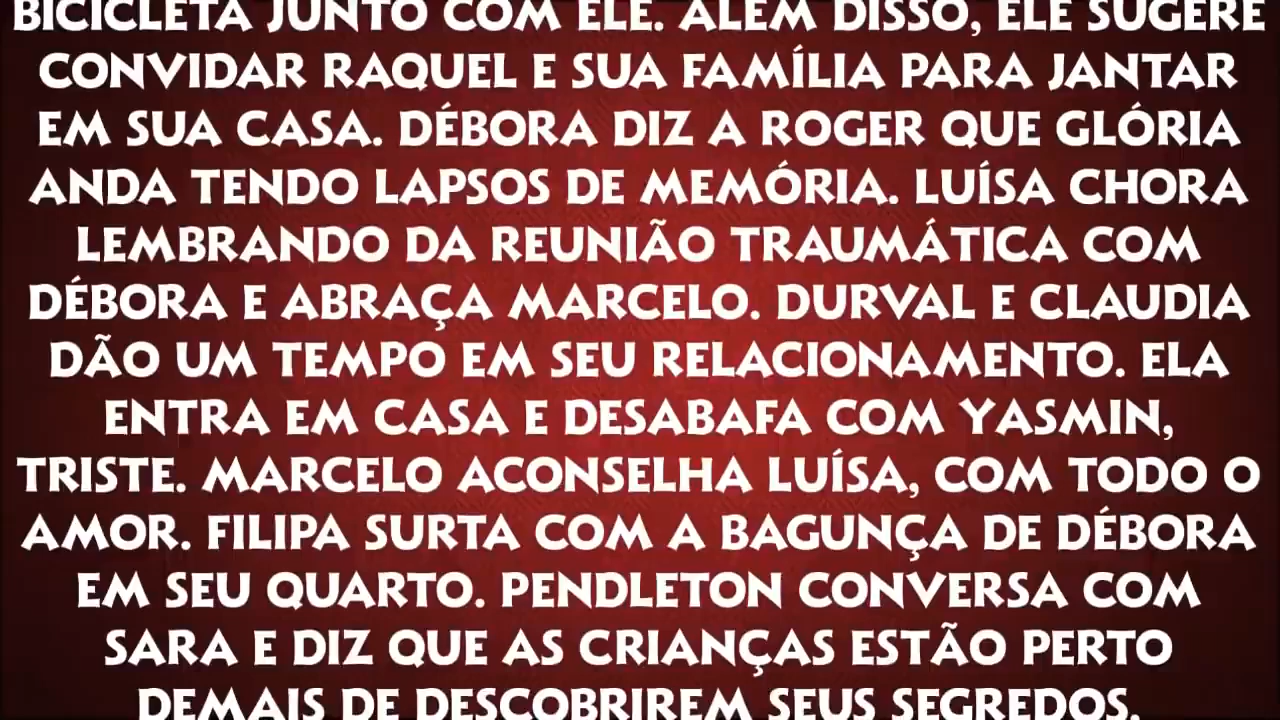 BICICLETA JUNTO COM ELE. ALÉM DISSO, ELE SUGERE
CONVIDAR RAQUEL E SUA FAMÍLIA PARA JANTAR
EM SUA CASA. DÉBORA DIZ A ROGER QUE GLÓRIA
ANDA TENDO LAPSOS DE MEMÓRIA. LUÍSA CHORA
LEMBRANDO DA REUNIÃO TRAUMÁTICA COM
DÉBORA E ABRAÇA MARCELO. DURVAL E CLAUDIA
DÃO UM TEMPO EM SEU RELACIONAMENTO. ELA
ENTRA EM CASA E DESABAFA COM YASMIN,
TRISTE. MARCELO ACONSELHA LUÍSA, COM TODO O
AMOR. FILIPA SURTA COM A BAGUNÇA DE DÉBORA
EM SEU QUARTO. PENDLETON CONVERSA COM
SARA E DIZ QUE AS CRIANÇAS ESTÃO PERTO
DEMAIS DE DESCOBRIREM SEUS SEGREDOS.